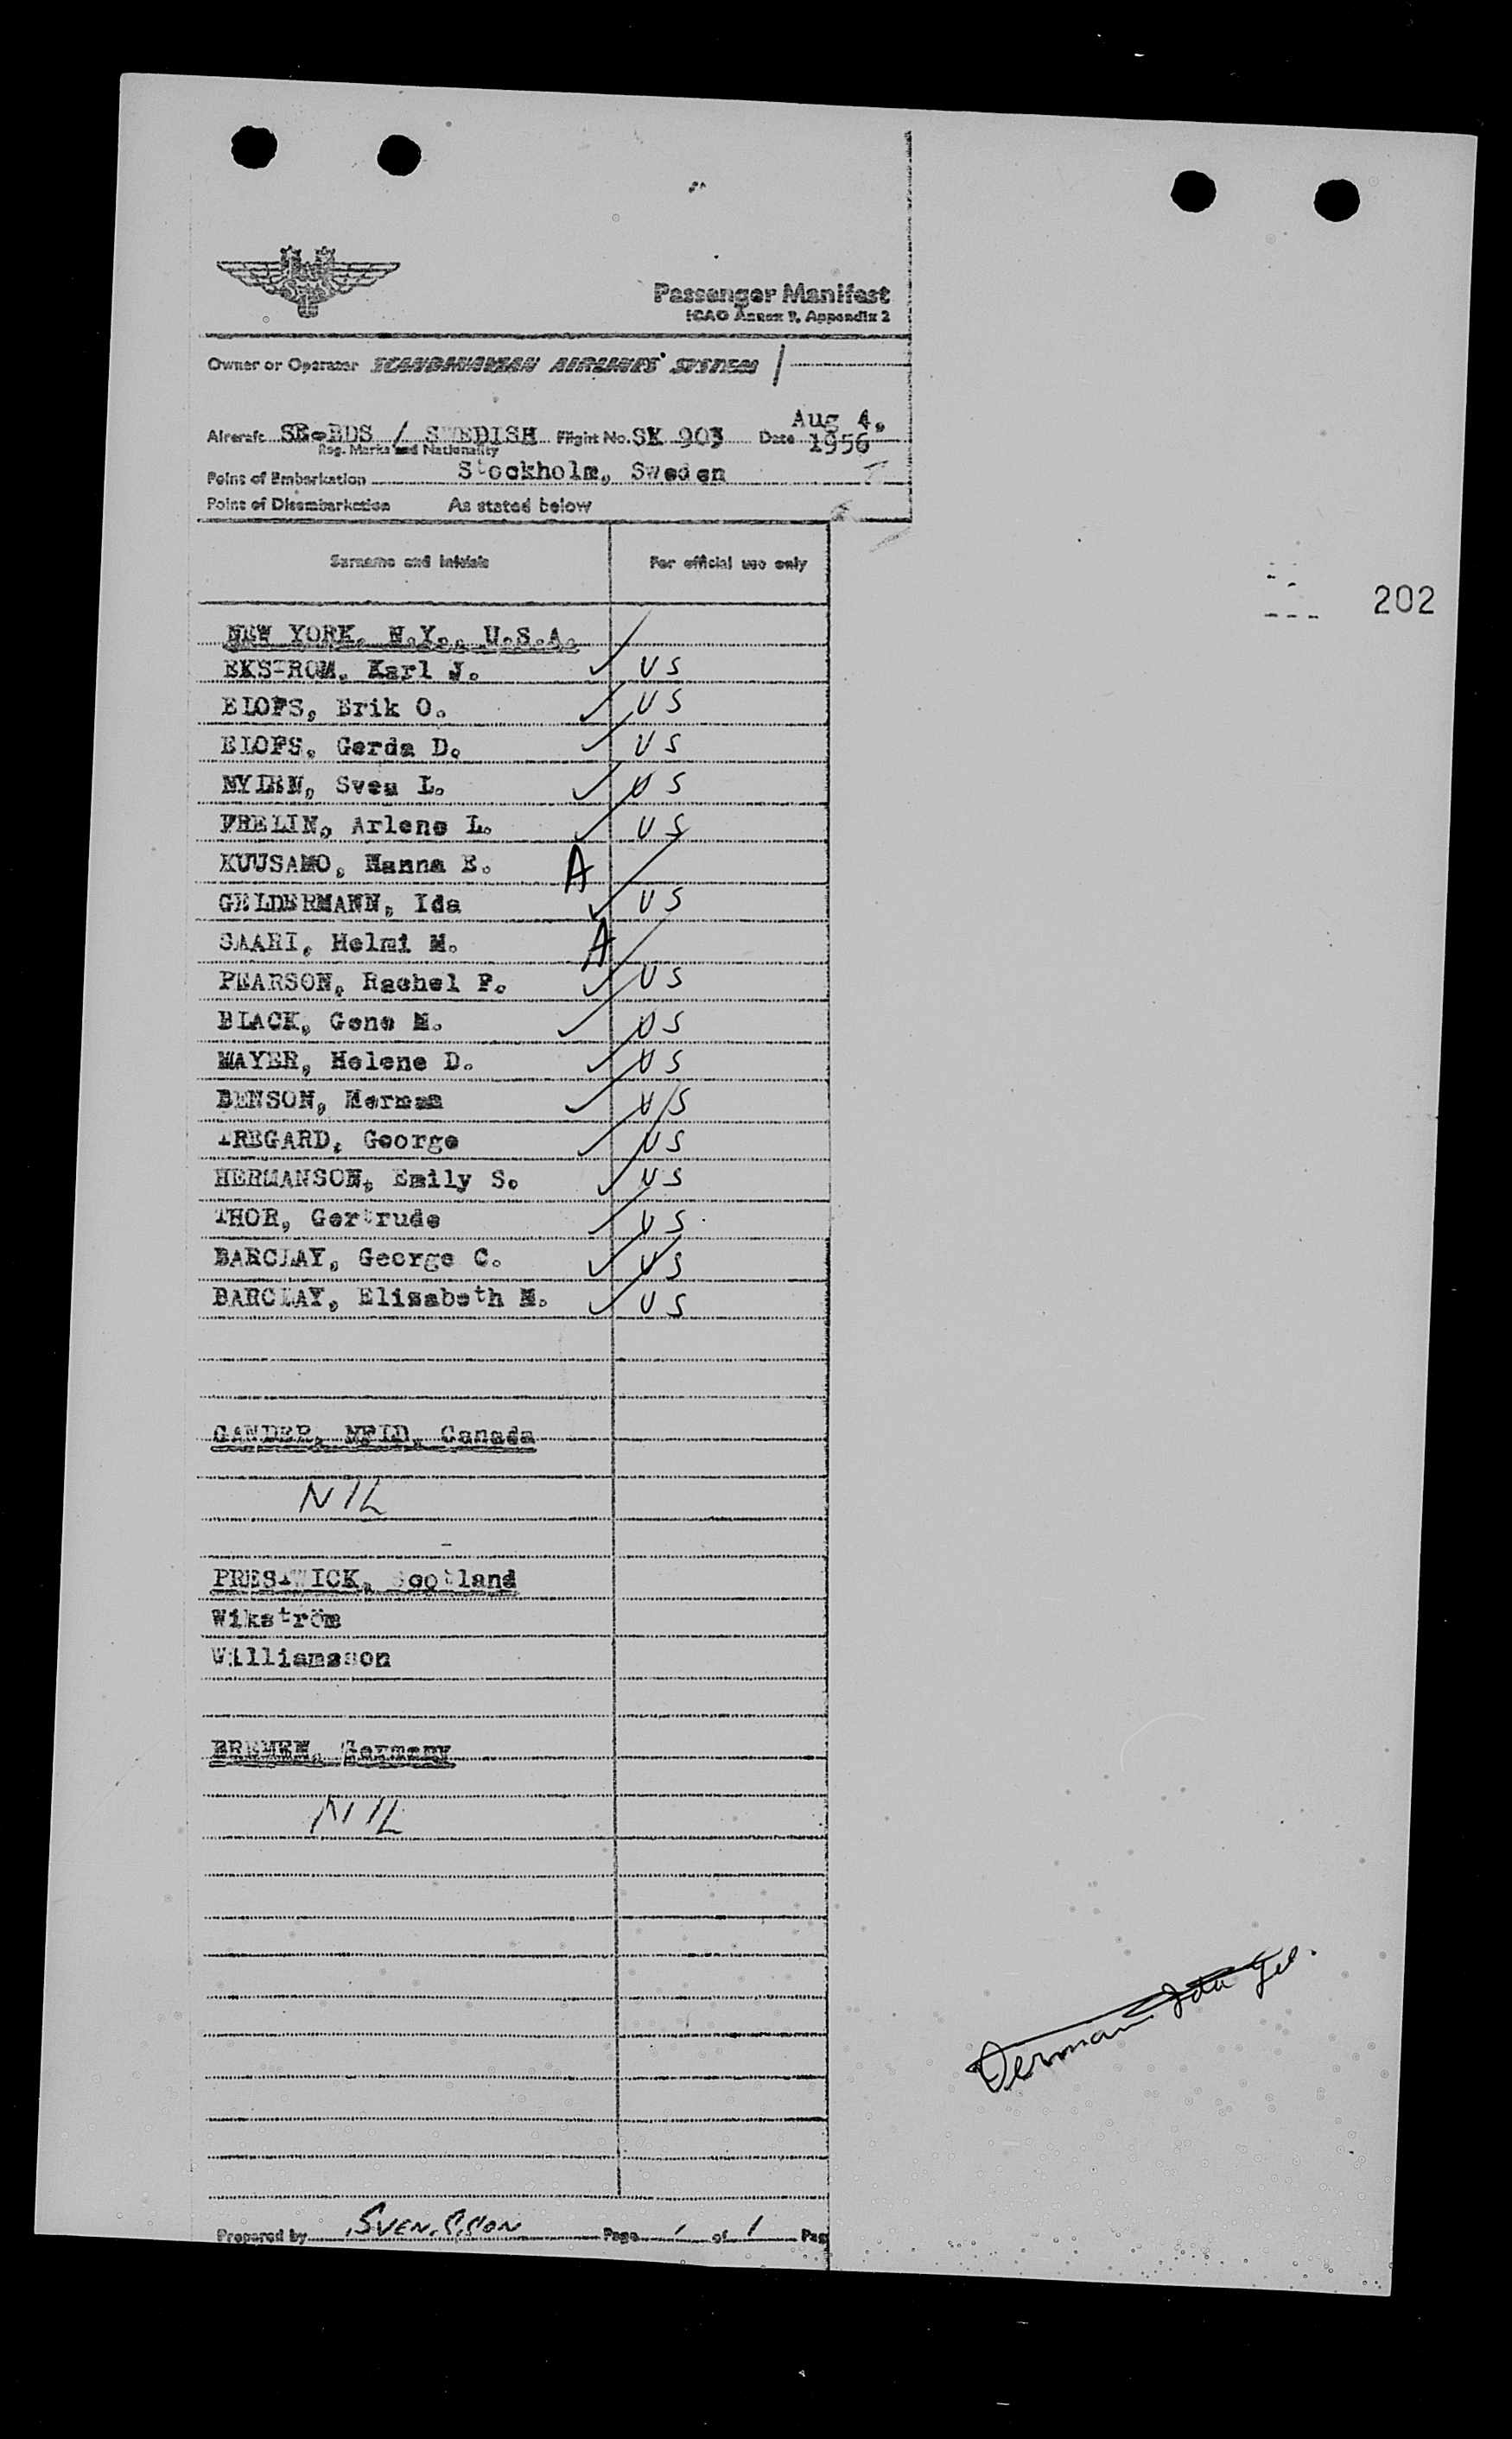 Passenger Manifest
ICAO Annex 9, Appendix 2
Owner or Operator SCANDINAVIAN AIRLINES SYSTEM /
Aug 4,
Aircraft SE-BDS / SWEDISH Flight No. SK 903 Date 1956
Reg. Marks and Nationality
Point of Embarkation Stockholm, Sweden
Point of Disembarkation As stated below
Surname and initials For official use only
202
NEW YORK, N.Y., U.S.A.
EKSTROM, Karl J. ✓ US
ELOFS, Erik O. ✓ US
ELOFS, Gerda D. ✓ US
NYLEN, Svea L. ✓ US
FRELIN, Arlene L. ✓ US
KUUSAMO, Hanna E. A
GELDERMANN, Ida ✓ US
SAARI, Helmi M. A
PEARSON, Rachel F. ✓ US
BLACK, Gene M. ✓ US
MAYER, Helene D. ✓ US
BENSON, Herman ✓ US
TREGARD, George ✓ US
HERMANSON, Emily S. ✓ US
THOR, Gertrude ✓ US
BARCLAY, George C. ✓ US
BARCLAY, Elisabeth M. ✓ US
GANDER, NFLD, Canada
NIL
PRESTWICK, Scotland
Wikström
Williamsson
BREMEN, Germany
NIL
Ida Gel.
Prepared by SVENSSON Page 1 of 1 Pag